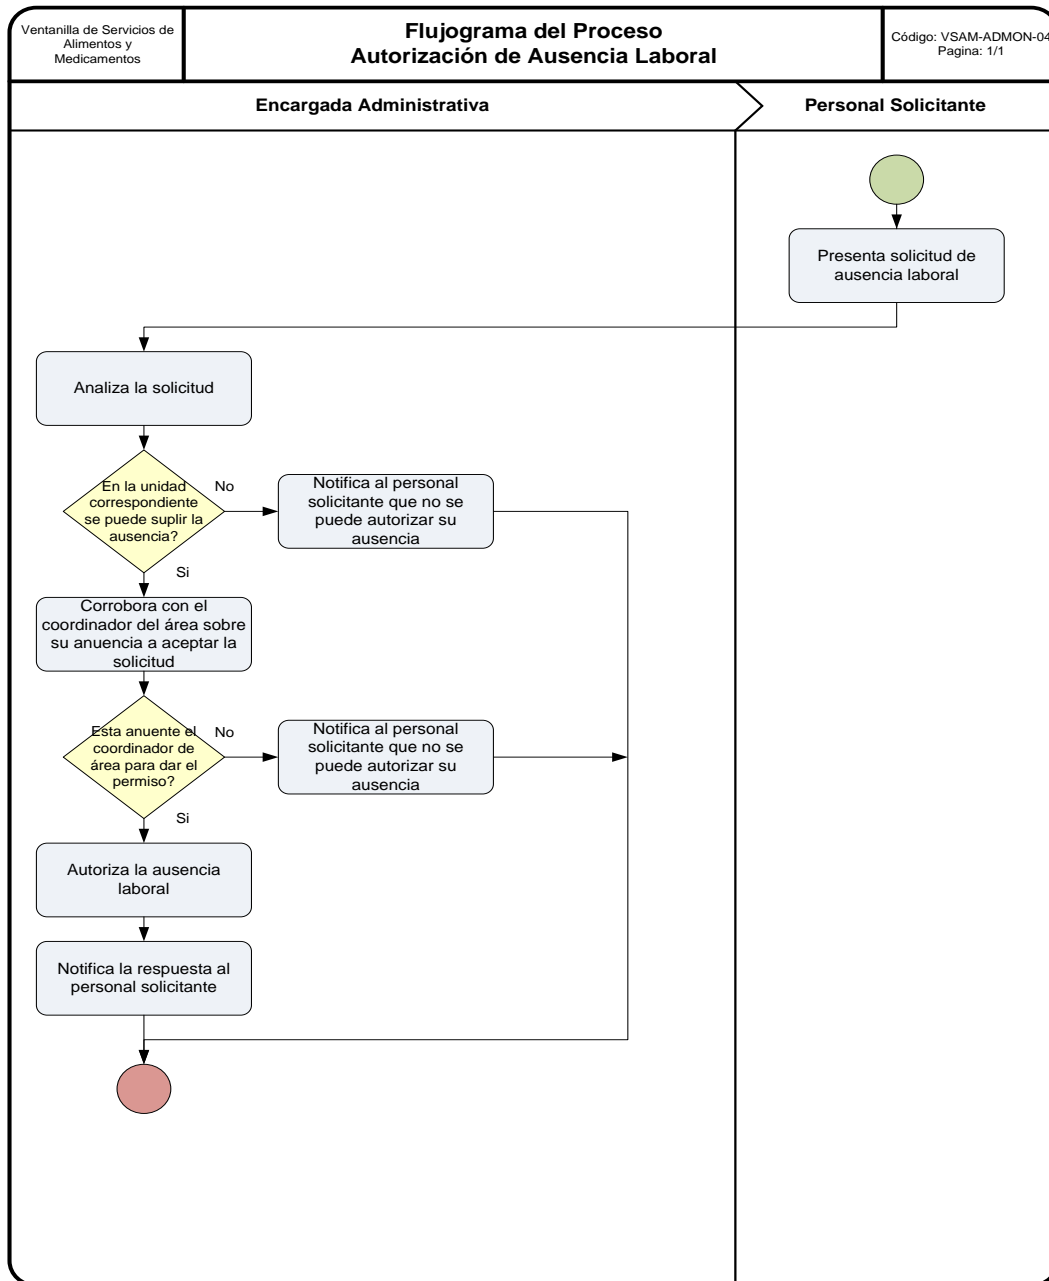 Ventanilla de Servicios de
Alimentos y
Medicamentos
Flujograma del Proceso
Autorización de Ausencia Laboral
Código: VSAM-ADMON-04
Pagina: 1/1
Encargada Administrativa
Personal Solicitante
Presenta solicitud de
ausencia laboral
Analiza la solicitud
En la unidad
correspondiente
se puede suplir la
ausencia?
No
Notifica al personal
solicitante que no se
puede autorizar su
ausencia
Si
Corrobora con el
coordinador del área sobre
su anuencia a aceptar la
solicitud
Esta anuente el
coordinador de
área para dar el
permiso?
No
Notifica al personal
solicitante que no se
puede autorizar su
ausencia
Si
Autoriza la ausencia
laboral
Notifica la respuesta al
personal solicitante